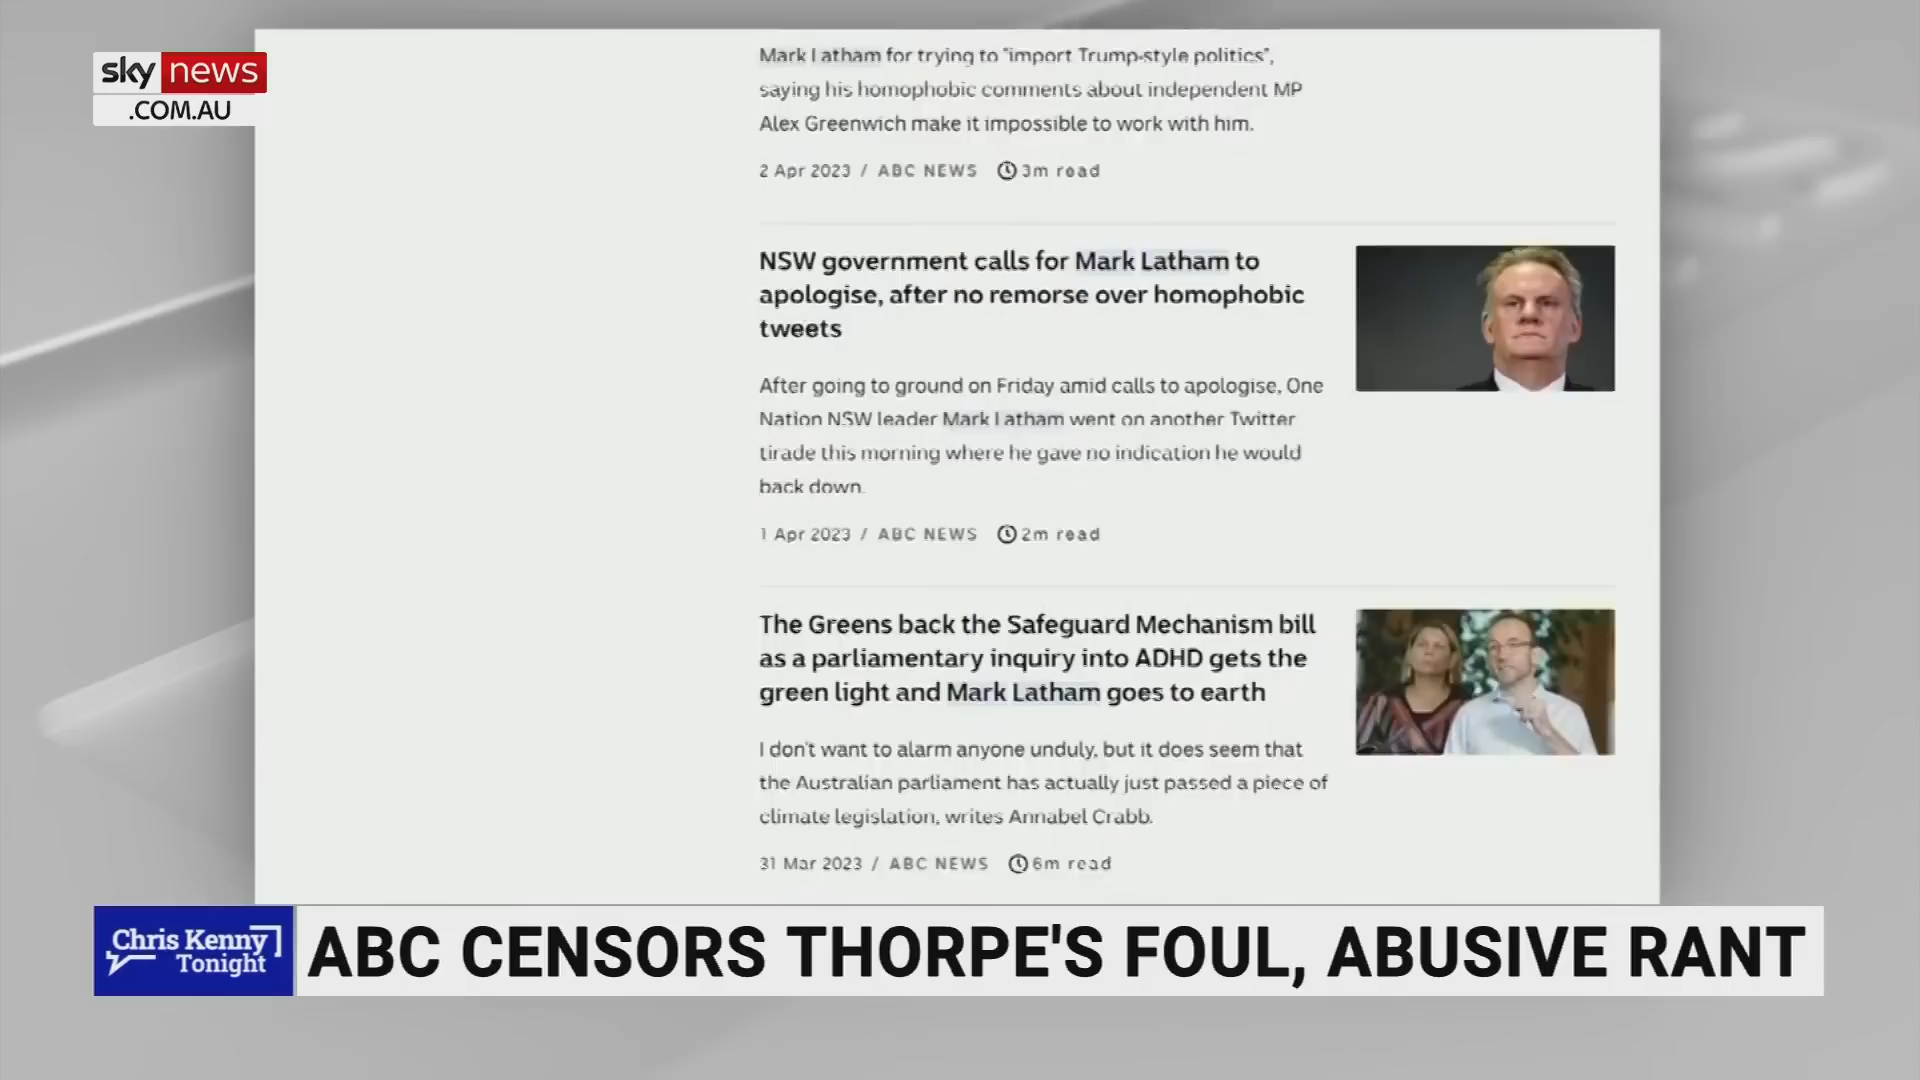 sky news
.COM.AU
Mark Latham for trying to "import Trump-style politics",
saying his homophobic comments about independent MP
Alex Greenwich make it impossible to work with him.
2 Apr 2023 / ABC NEWS 3m read
NSW government calls for Mark Latham to
apologise, after no remorse over homophobic
tweets
After going to ground on Friday amid calls to apologise, One
Nation NSW leader Mark Latham went on another Twitter
tirade this morning where he gave no indication he would
back down.
1 Apr 2023 / ABC NEWS 2m read
The Greens back the Safeguard Mechanism bill
as a parliamentary inquiry into ADHD gets the
green light and Mark Latham goes to earth
I don't want to alarm anyone unduly, but it does seem that
the Australian parliament has actually just passed a piece of
climate legislation, writes Annabel Crabb.
31 Mar 2023 / ABC NEWS 6m read
Chris Kenny
Tonight
ABC CENSORS THORPE'S FOUL, ABUSIVE RANT